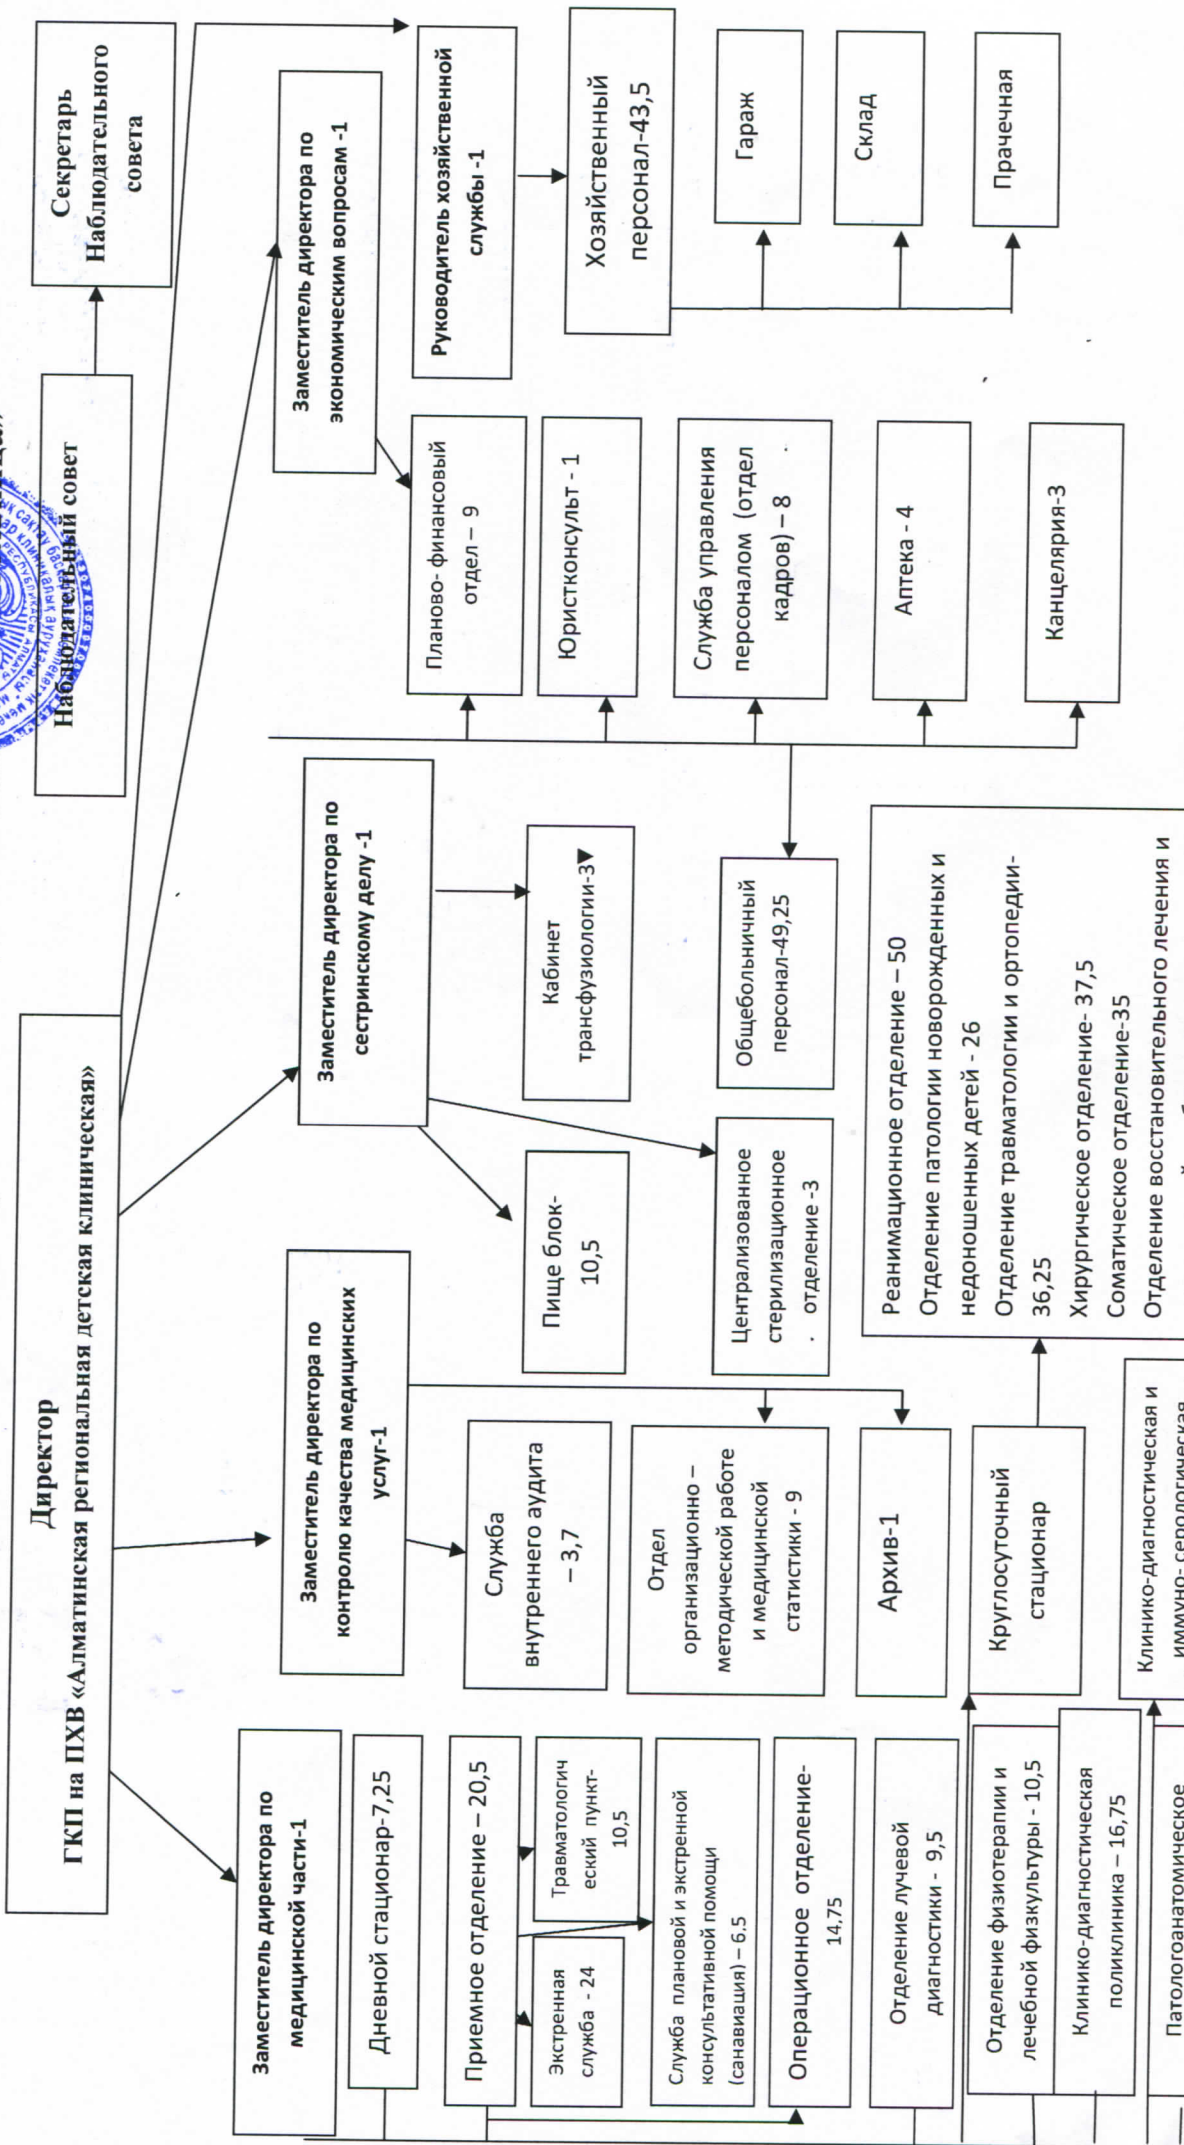 Наблюдательный совет
Секретарь
Наблюдательного
совета
Директор
ГКП на ПХВ «Алматинская региональная детская клиническая»
Заместитель директора по
медицинской части-1
Заместитель директора по
контролю качества медицинских
услуг-1
Заместитель директора по
сестринскому делу -1
Заместитель директора по
экономическим вопросам -1
Руководитель хозяйственной
службы -1
Дневной стационар-7,25
Приемное отделение – 20,5
Экстренная
служба - 24
Травматологич
еский пункт-
10,5
Служба плановой и экстренной
консультативной помощи
(санавиация) – 6,5
Операционное отделение-
14,75
Отделение лучевой
диагностики - 9,5
Отделение физиотерапии и
лечебной физкультуры - 10,5
Клинико-диагностическая
поликлиника – 16,75
Патологоанатомическое
Служба
внутреннего аудита
– 3,7
Отдел
организационно –
методической работе
и медицинской
статистики - 9
Архив-1
Круглосуточный
стационар
Клинико-диагностическая и
иммуно- серологическая
Пище блок-
10,5
Кабинет
трансфузиологии-3
Централизованное
стерилизационное
отделение -3
Общебольничный
персонал-49,25
Реанимационное отделение – 50
Отделение патологии новорожденных и
недоношенных детей - 26
Отделение травматологии и ортопедии-
36,25
Хирургическое отделение- 37,5
Соматическое отделение-35
Отделение восстановительного лечения и
Планово- финансовый
отдел – 9
Юристконсульт - 1
Служба управления
персоналом (отдел
кадров) – 8
Аптека - 4
Канцелярия-3
Хозяйственный
персонал-43,5
Гараж
Склад
Прачечная